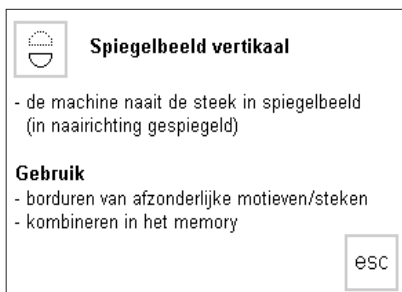 Spiegelbeeld vertikaal
- de machine naait de steek in spiegelbeeld
(in naairichting gespiegeld)
Gebruik
- borduren van afzonderlijke motieven/steken
- kombineren in het memory
esc